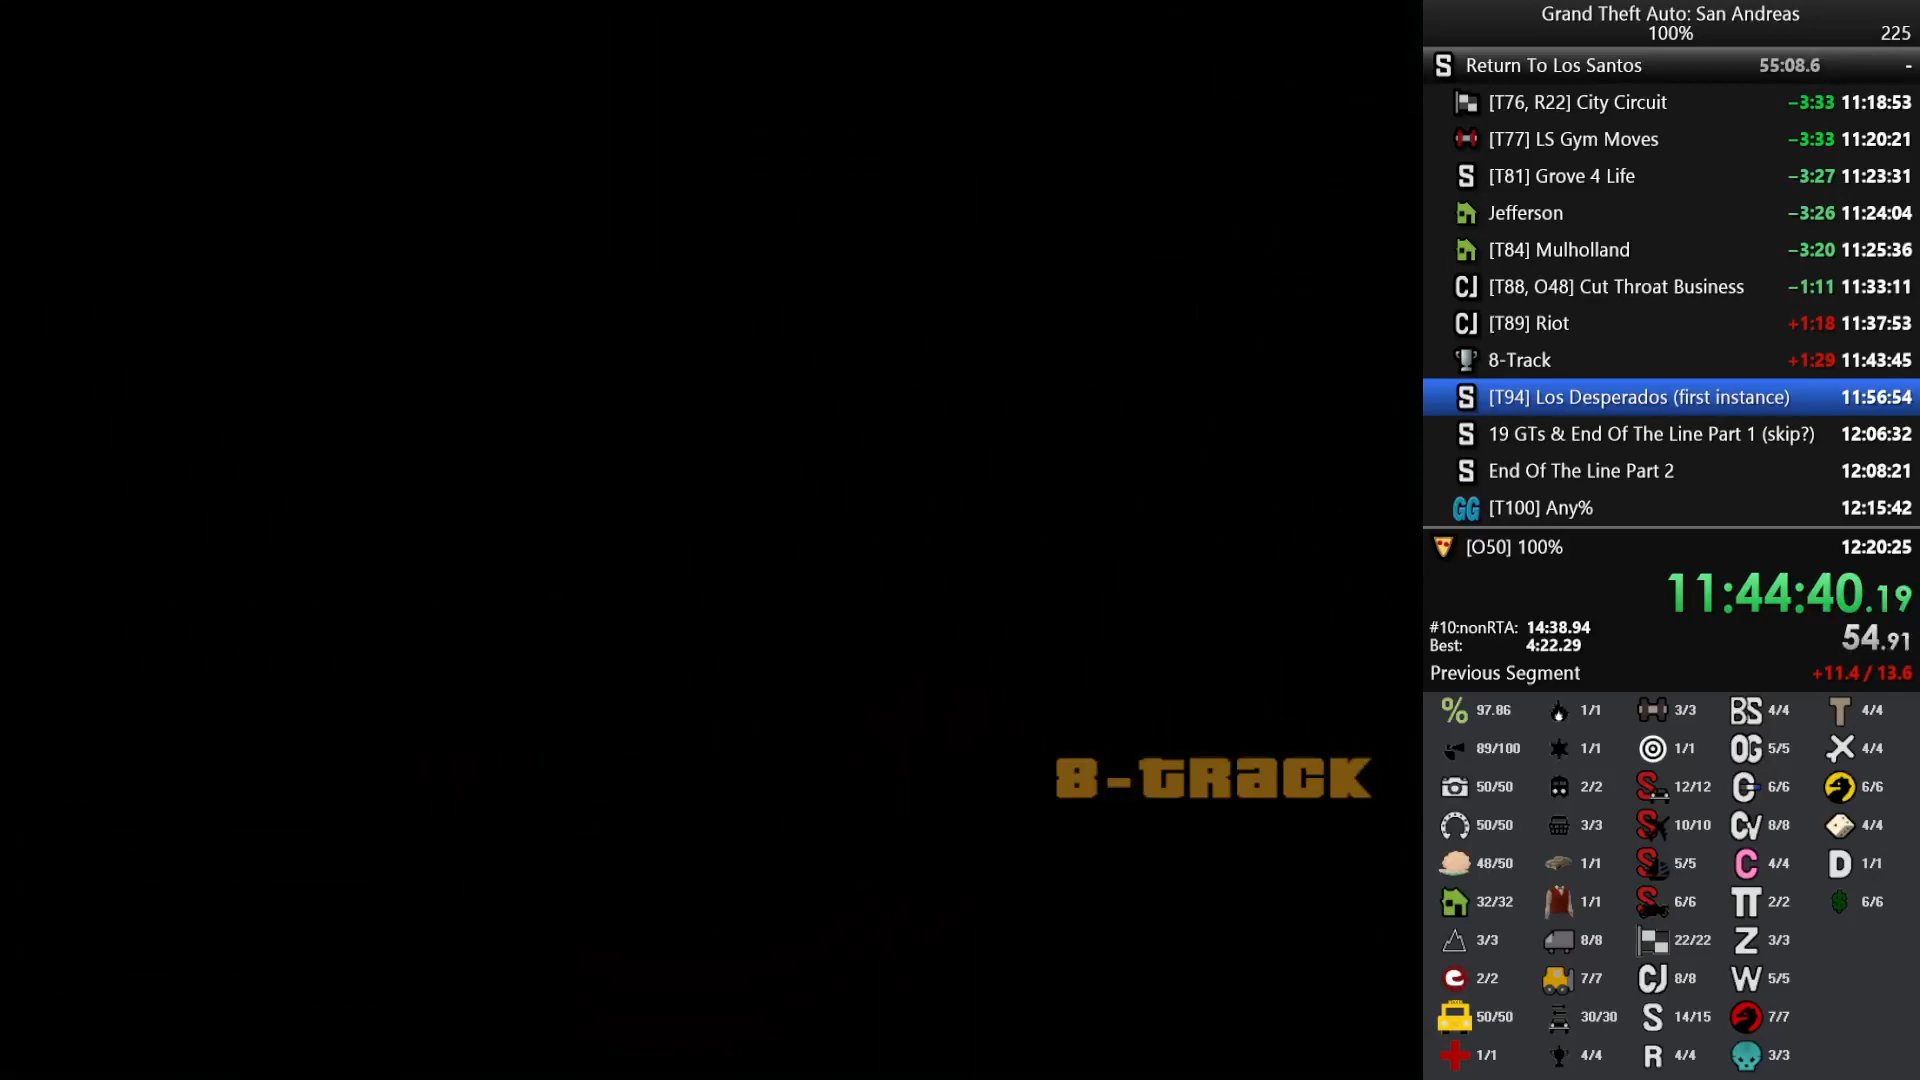 8-TRACK
Grand Theft Auto: San Andreas
100% 225
S Return To Los Santos 55:08.6 -
[T76, R22] City Circuit −3:33 11:18:53
[T77] LS Gym Moves −3:33 11:20:21
S [T81] Grove 4 Life −3:27 11:23:31
Jefferson −3:26 11:24:04
[T84] Mulholland −3:20 11:25:36
CJ [T88, O48] Cut Throat Business −1:11 11:33:11
CJ [T89] Riot +1:18 11:37:53
8-Track +1:29 11:43:45
S [T94] Los Desperados (first instance) 11:56:54
S 19 GTs & End Of The Line Part 1 (skip?) 12:06:32
S End Of The Line Part 2 12:08:21
GG [T100] Any% 12:15:42
[O50] 100% 12:20:25
11:44:40.19
#10:nonRTA: 14:38.94
Best: 4:22.29
54.91
Previous Segment +11.4 / 13.6
% 97.86 1/1 3/3 BS 4/4 T 4/4
89/100 1/1 1/1 OG 5/5 4/4
50/50 2/2 S 12/12 C 6/6 6/6
50/50 3/3 S 10/10 CV 8/8 4/4
48/50 1/1 S 5/5 C 4/4 D 1/1
32/32 1/1 S 6/6 TT 2/2 $ 6/6
3/3 8/8 22/22 Z 3/3
e 2/2 7/7 CJ 8/8 W 5/5
50/50 30/30 S 14/15 7/7
1/1 4/4 R 4/4 3/3